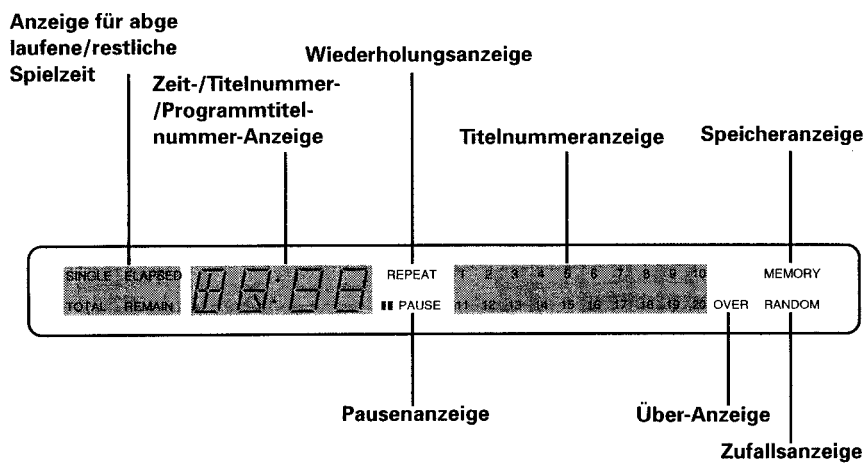 Anzeige für abge
laufene/restliche
Spielzeit
Wiederholungsanzeige
Zeit-/Titelnummer-
/Programmtitel-
nummer-Anzeige
Titelnummeranzeige
Speicheranzeige
SINGLE ELAPSED
TOTAL REMAIN
REPEAT
PAUSE
1 2 3 4 5 6 7 8 9 10
11 12 13 14 15 16 17 18 19 20
OVER
MEMORY
RANDOM
Pausenanzeige
Über-Anzeige
Zufallsanzeige